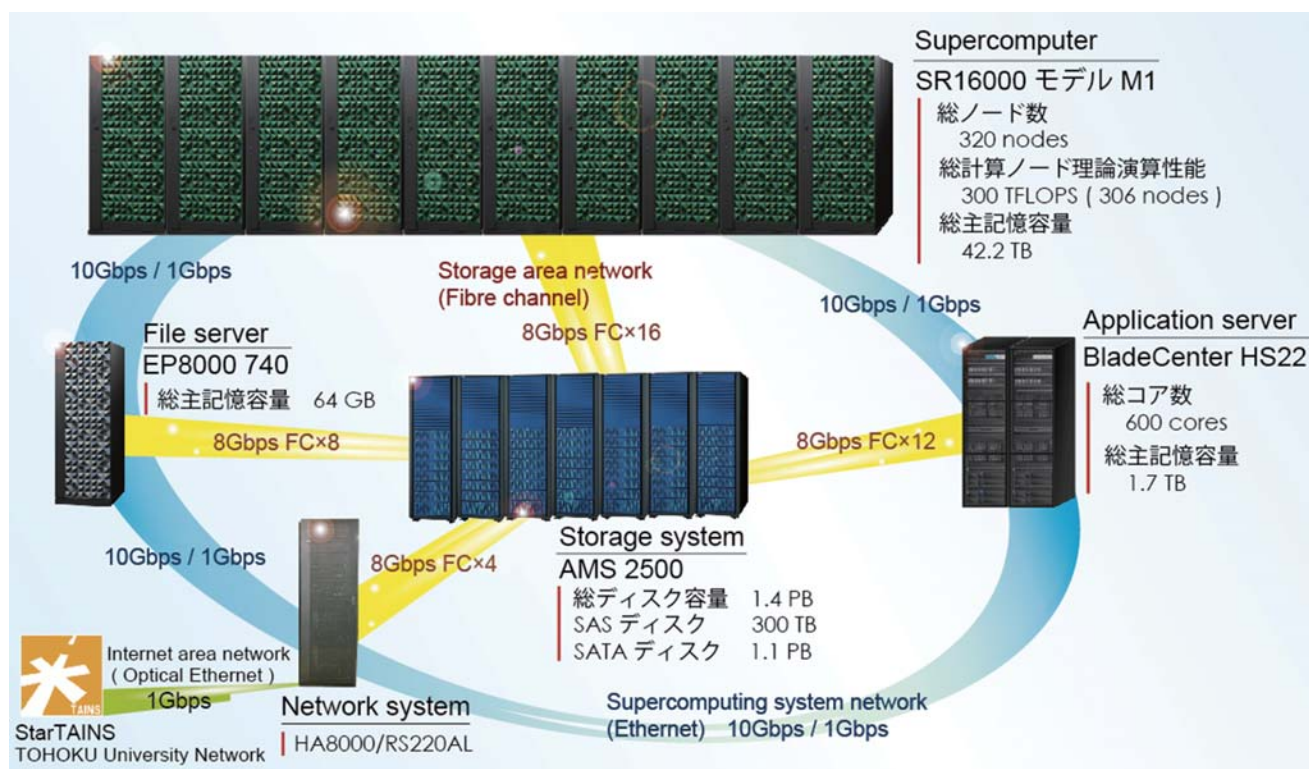 Supercomputer
SR16000 モデル M1
総ノード数
320 nodes
総計算ノード理論演算性能
300 TFLOPS ( 306 nodes )
総主記憶容量
42.2 TB
10Gbps / 1Gbps
Storage area network
(Fibre channel)
8Gbps FC×16
10Gbps / 1Gbps
File server
EP8000 740
総主記憶容量 64 GB
8Gbps FC×8
Application server
BladeCenter HS22
総コア数
600 cores
総主記憶容量
1.7 TB
8Gbps FC×12
10Gbps / 1Gbps
8Gbps FC×4
Storage system
AMS 2500
総ディスク容量 1.4 PB
SAS ディスク 300 TB
SATA ディスク 1.1 PB
TAINS
Internet area network
( Optical Ethernet )
1Gbps
StarTAINS
TOHOKU University Network
Network system
HA8000/RS220AL
Supercomputing system network
(Ethernet) 10Gbps / 1Gbps